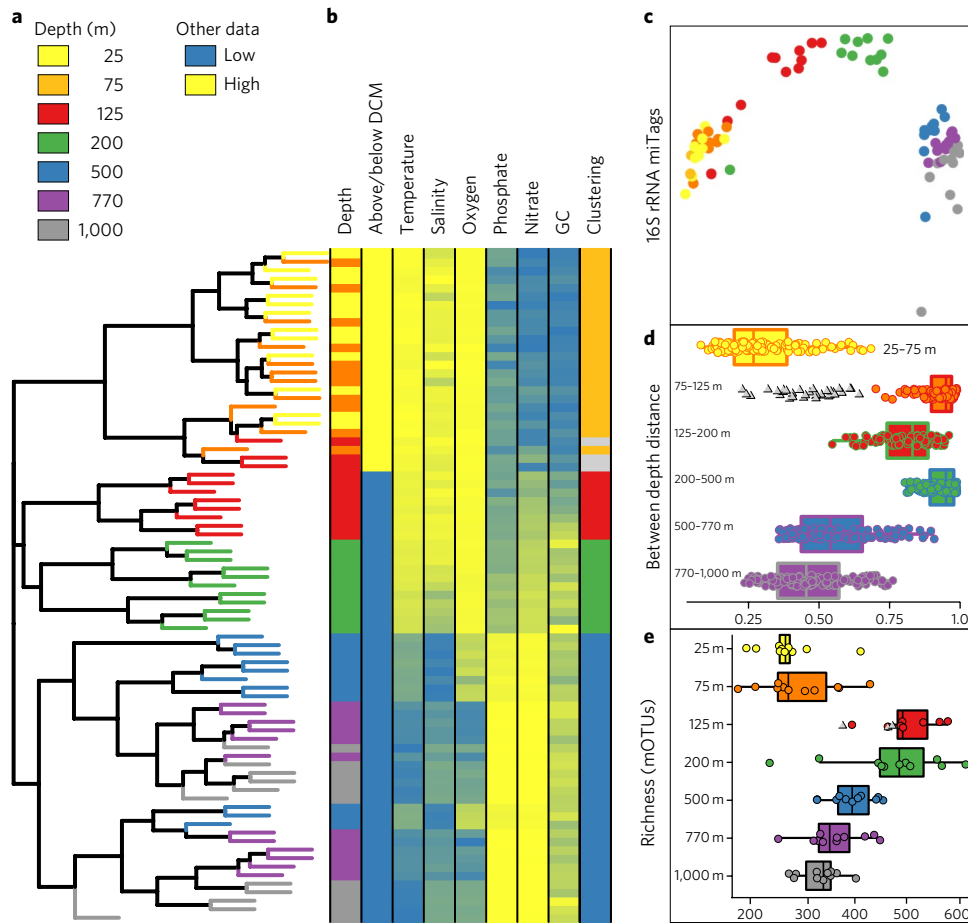 a
Depth (m)
25
75
125
200
500
770
1,000
Other data
Low
High
b
Depth
Above/below DCM
Temperature
Salinity
Oxygen
Phosphate
Nitrate
GC
Clustering
c
16S rRNA miTags
d
Between depth distance
25–75 m
75–125 m
125–200 m
200–500 m
500–770 m
770–1,000 m
0.25 0.50 0.75 1.0
e
Richness (mOTUs)
25 m
75 m
125 m
200 m
500 m
770 m
1,000 m
200 300 400 500 600